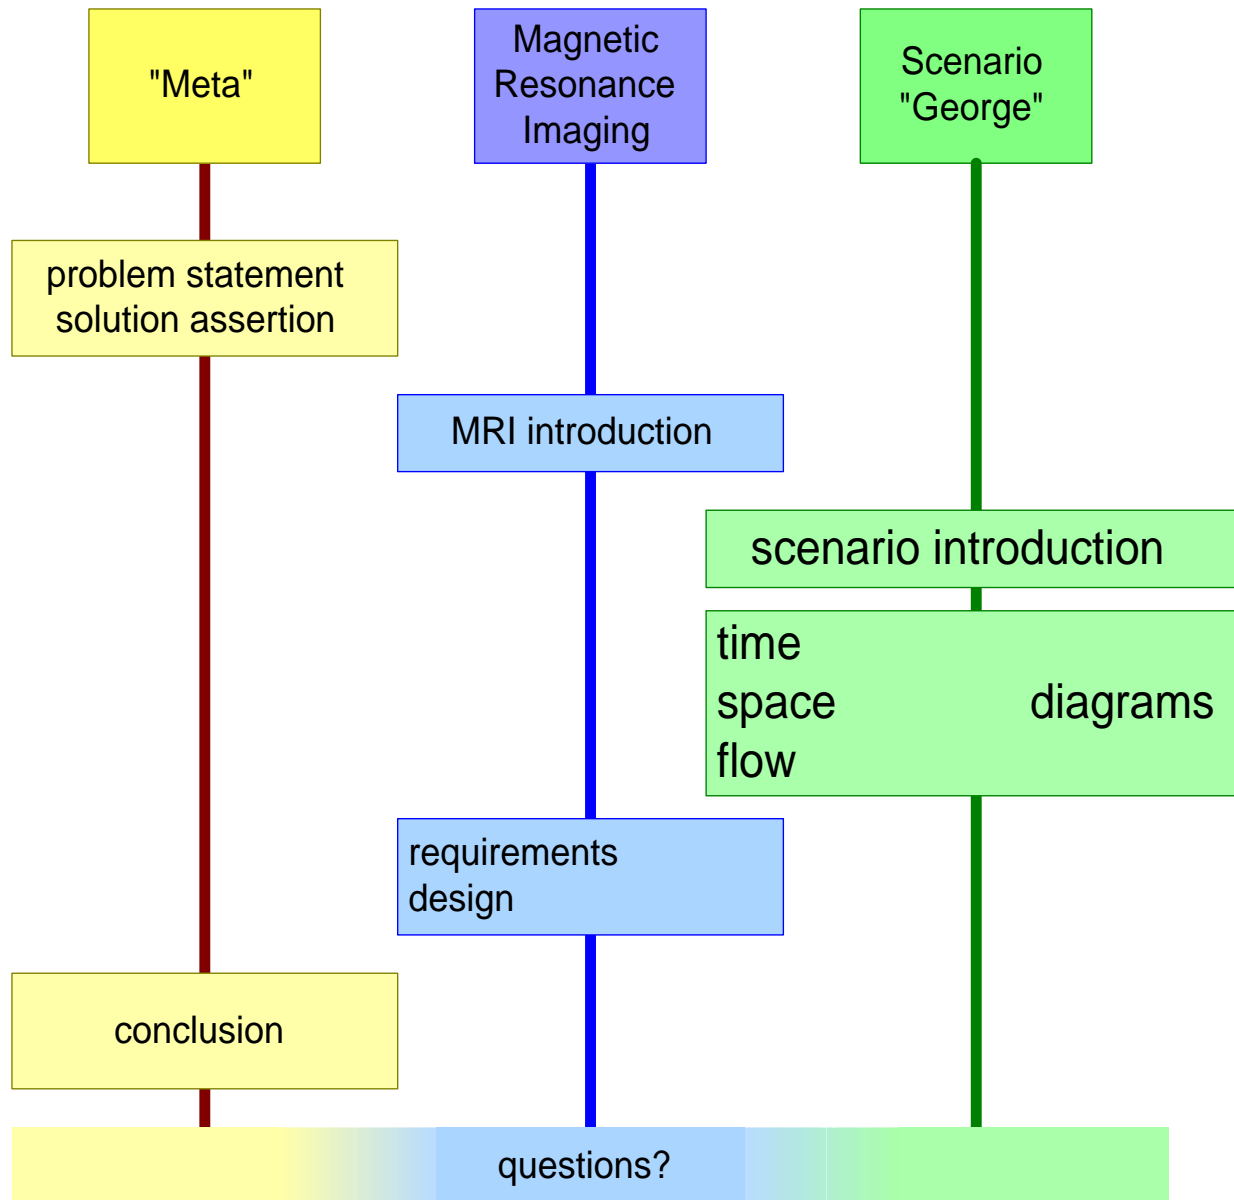 "Meta"
Magnetic
Resonance
Imaging
Scenario
"George"
problem statement
solution assertion
MRI introduction
scenario introduction
time
space diagrams
flow
requirements
design
conclusion
questions?